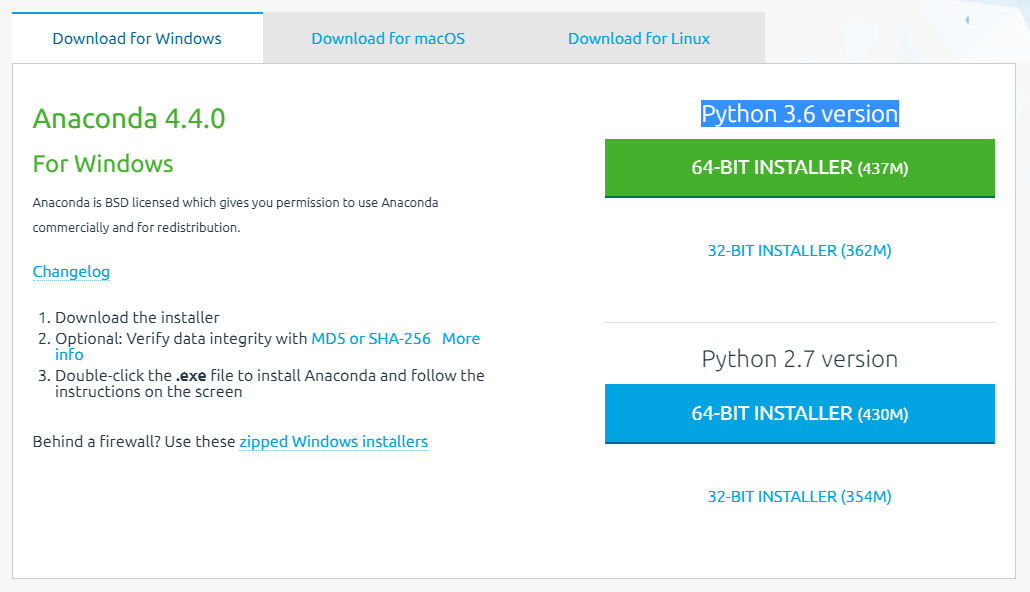 Download for Windows
Download for macOS
Download for Linux
Anaconda 4.4.0
For Windows
Anaconda is BSD licensed which gives you permission to use Anaconda
commercially and for redistribution.
Changelog
1. Download the installer
2. Optional: Verify data integrity with MD5 or SHA-256 More
info
3. Double-click the .exe file to install Anaconda and follow the
instructions on the screen
Behind a firewall? Use these zipped Windows installers
Python 3.6 version
64-BIT INSTALLER (437M)
32-BIT INSTALLER (362M)
Python 2.7 version
64-BIT INSTALLER (430M)
32-BIT INSTALLER (354M)